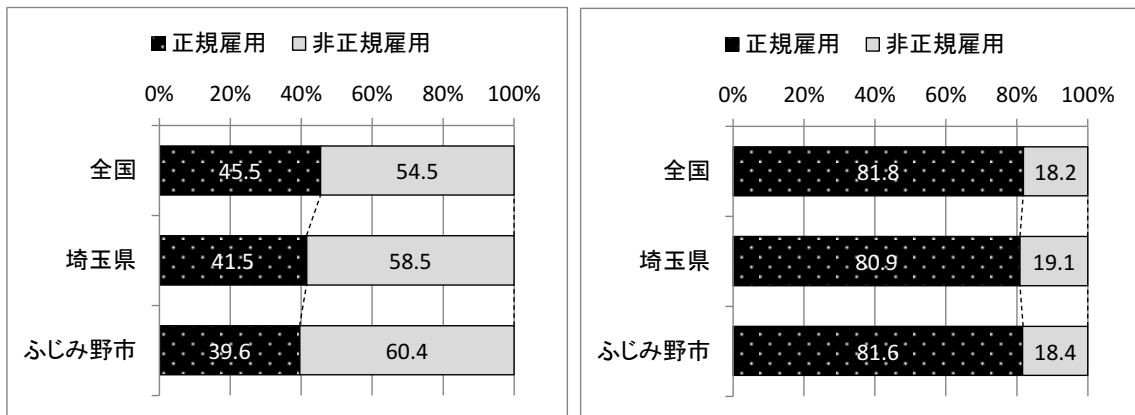 正規雇用 非正規雇用
0% 20% 40% 60% 80% 100%
全国 45.5 54.5
埼玉県 41.5 58.5
ふじみ野市 39.6 60.4
正規雇用 非正規雇用
0% 20% 40% 60% 80% 100%
全国 81.8 18.2
埼玉県 80.9 19.1
ふじみ野市 81.6 18.4